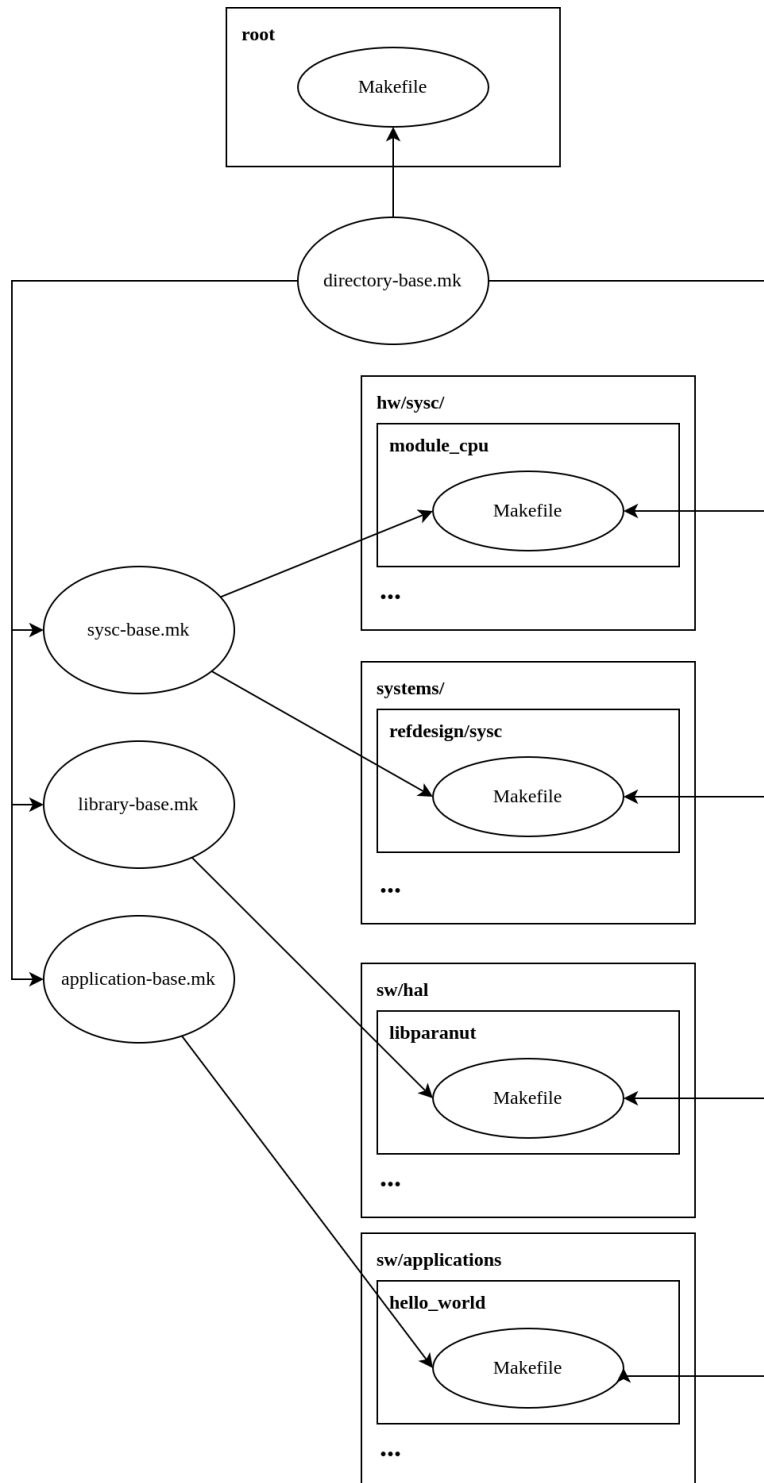 root
Makefile
directory-base.mk
hw/sysc/
module_cpu
Makefile
...
sysc-base.mk
systems/
refdesign/sysc
Makefile
...
library-base.mk
application-base.mk
sw/hal
libparanut
Makefile
...
sw/applications
hello_world
Makefile
...